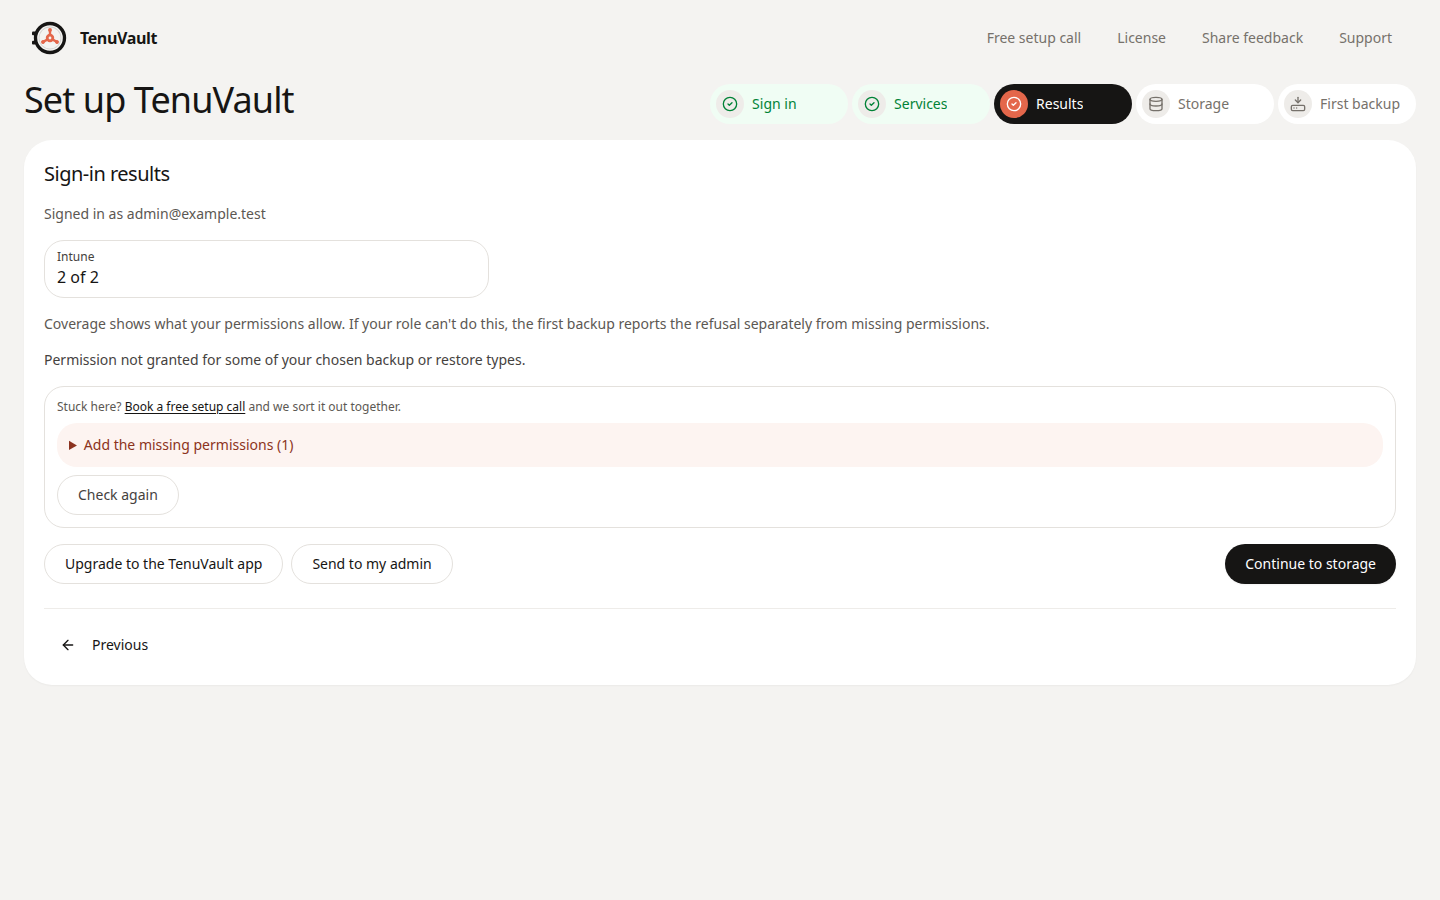 TenuVault
Free setup call
License
Share feedback
Support
Set up TenuVault
Sign in
Services
Results
Storage
First backup
Sign-in results
Signed in as admin@example.test
Intune
2 of 2
Coverage shows what your permissions allow. If your role can't do this, the first backup reports the refusal separately from missing permissions.
Permission not granted for some of your chosen backup or restore types.
Stuck here? Book a free setup call and we sort it out together.
Add the missing permissions (1)
Check again
Upgrade to the TenuVault app
Send to my admin
Continue to storage
Previous